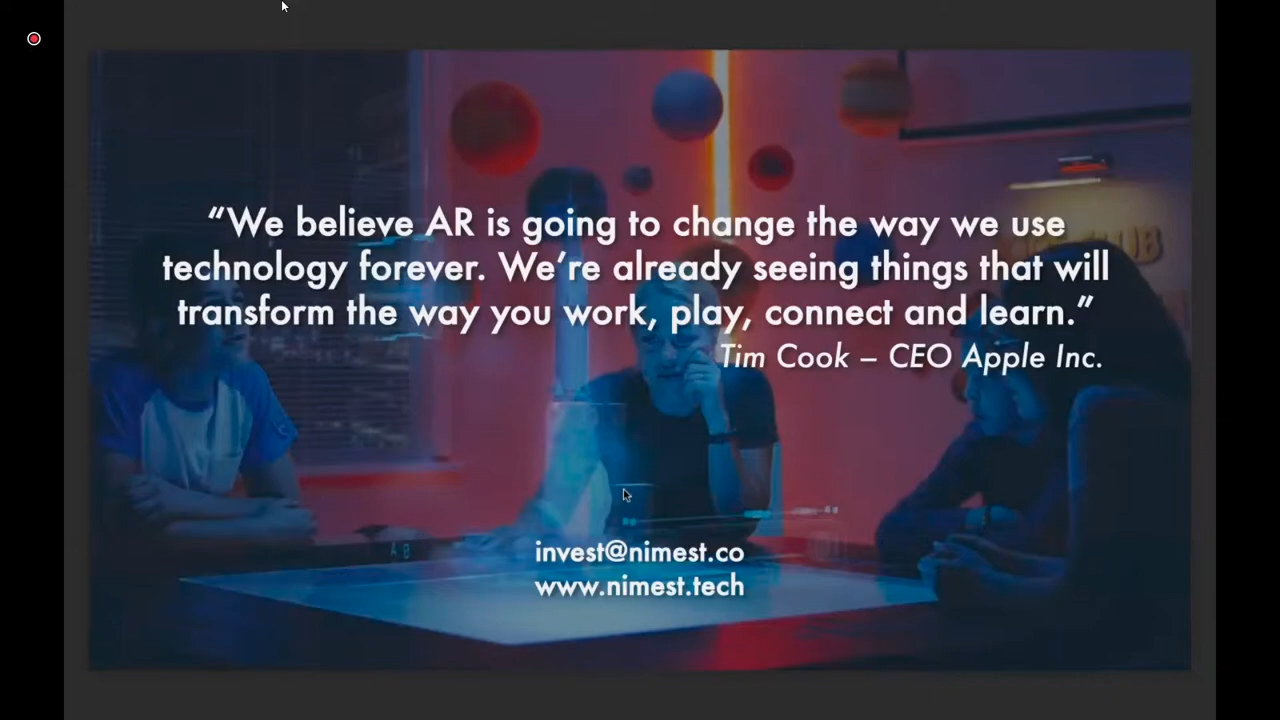 “We believe AR is going to change the way we use
technology forever. We’re already seeing things that will
transform the way you work, play, connect and learn.”
Tim Cook – CEO Apple Inc.
invest@nimest.co
www.nimest.tech